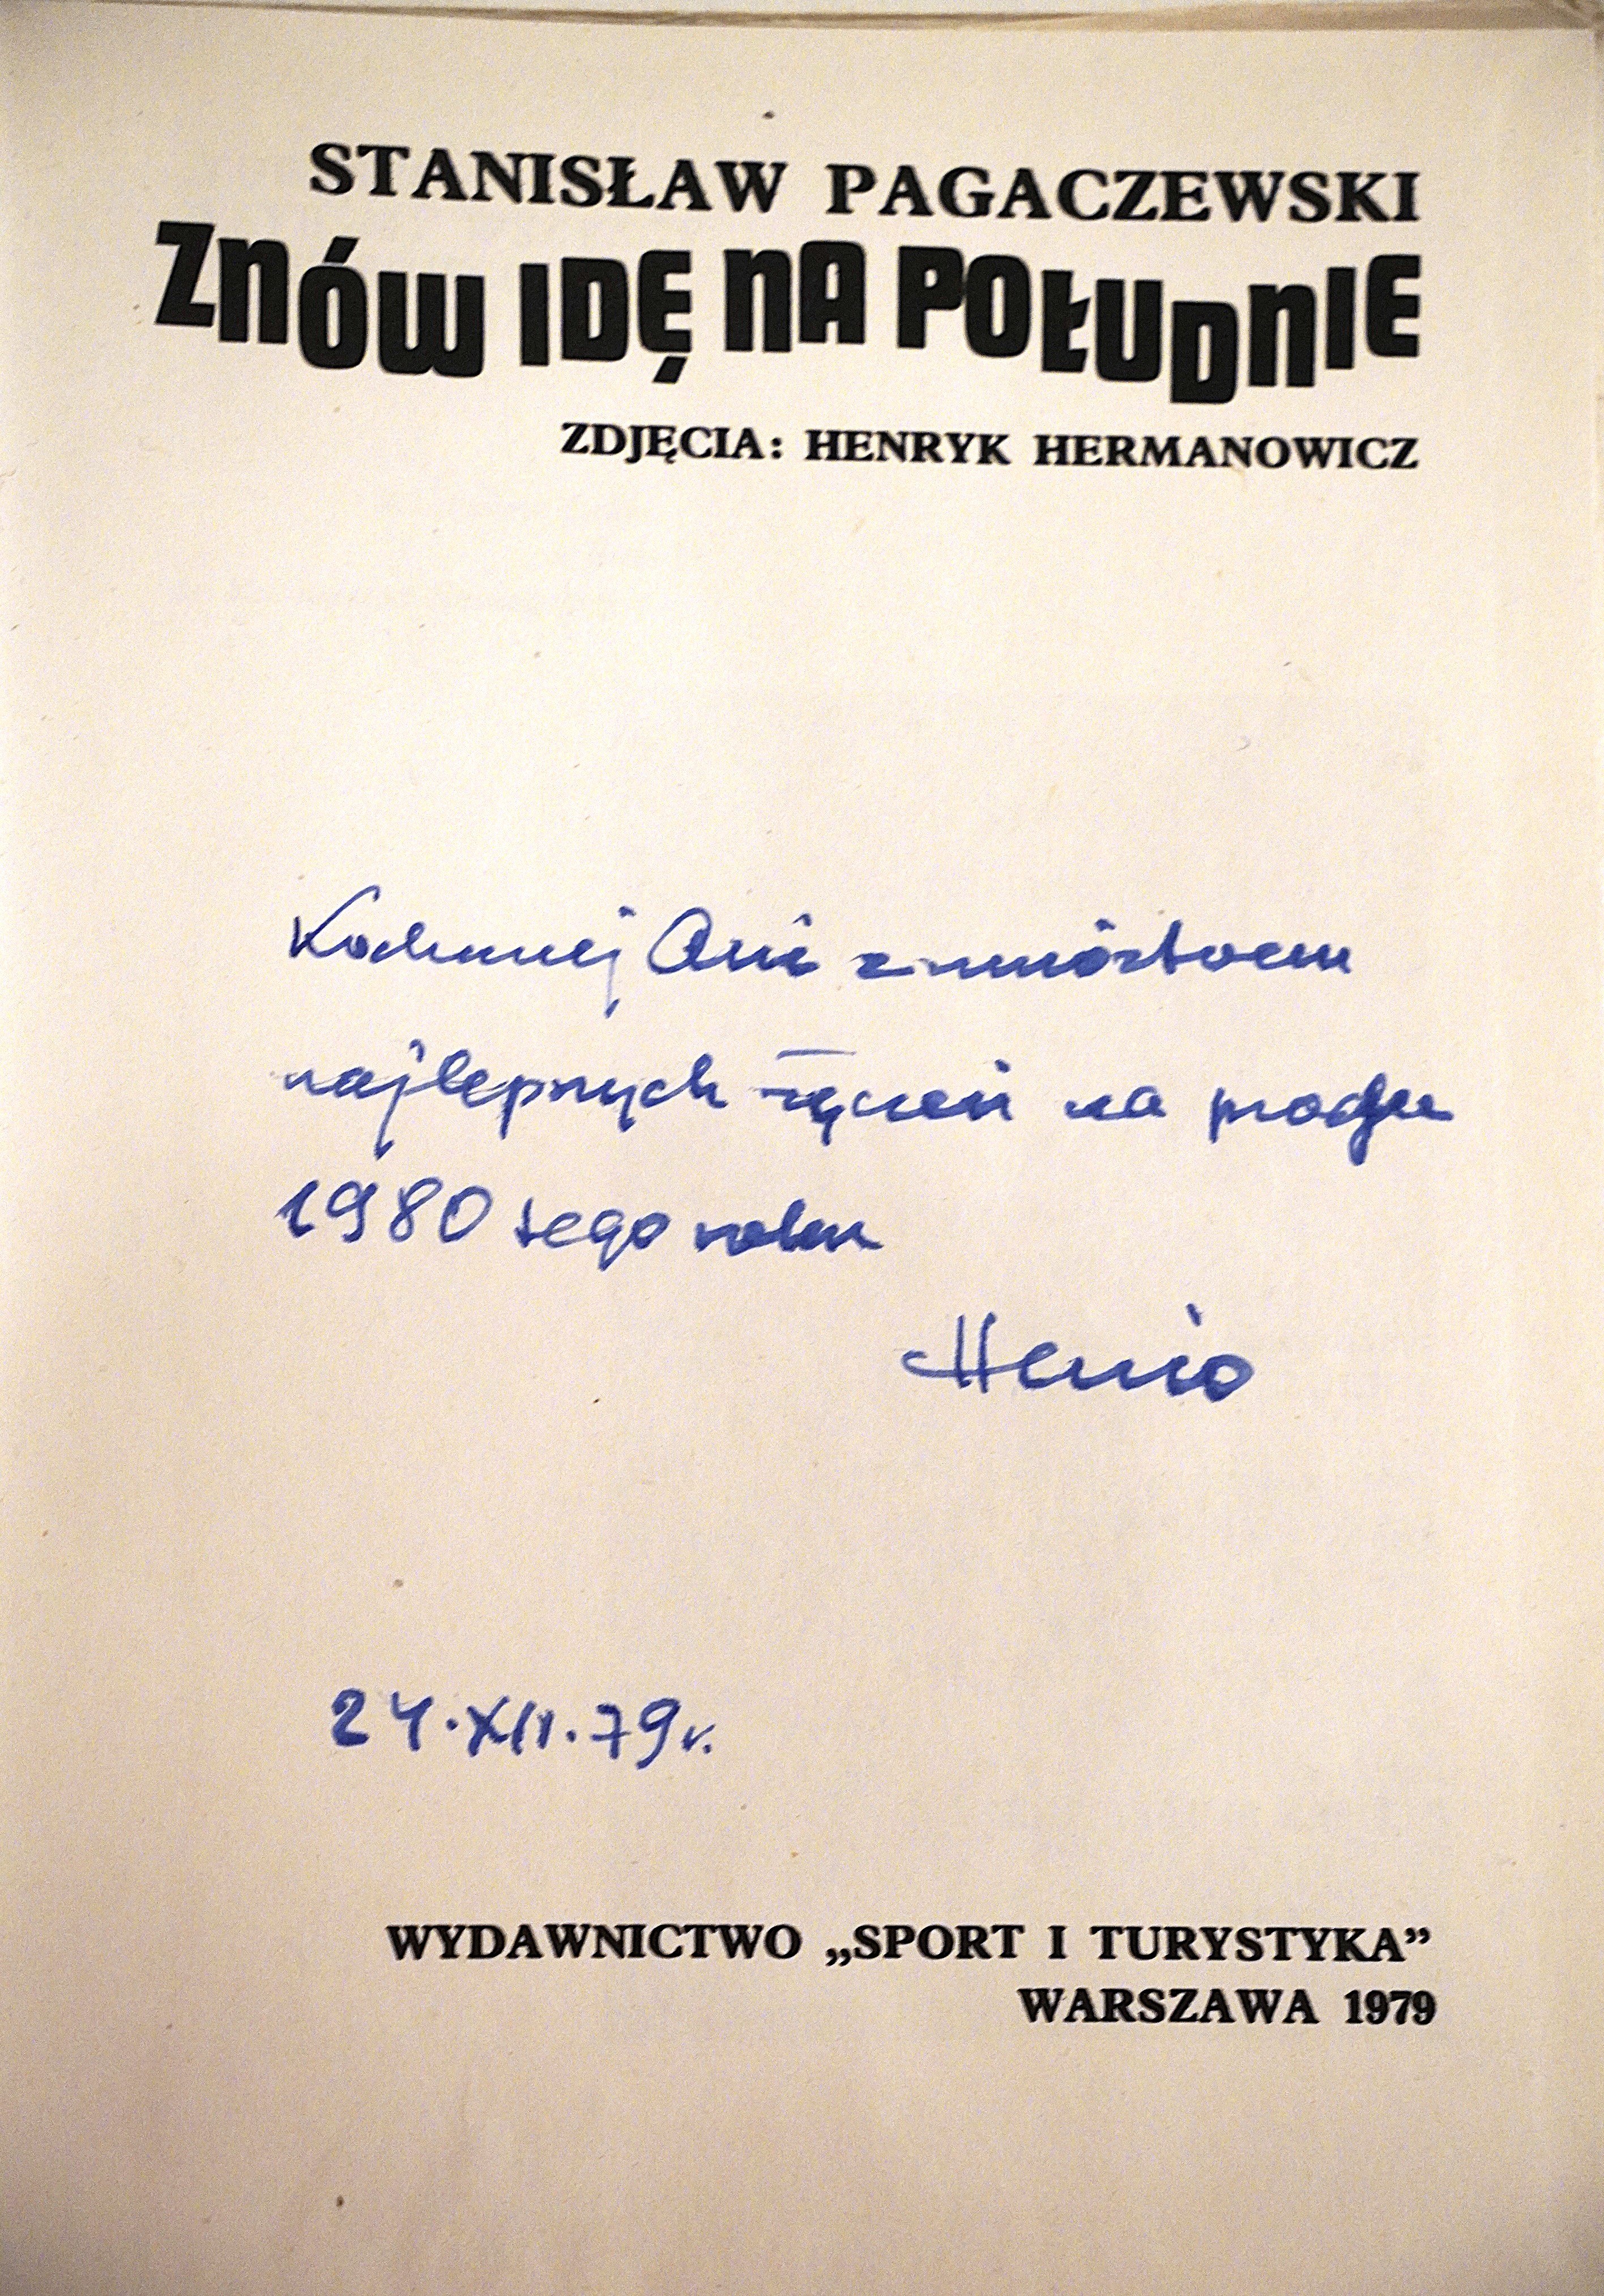 STANISŁAW PAGACZEWSKI
ZNÓW IDĘ NA POŁUDNIE
ZDJĘCIA: HENRYK HERMANOWICZ
Kochanej Ani z mnóstwem
najlepszych życzeń na progu
1980 tego roku
Henio
24.XII.79r.
WYDAWNICTWO „SPORT I TURYSTYKA”
WARSZAWA 1979